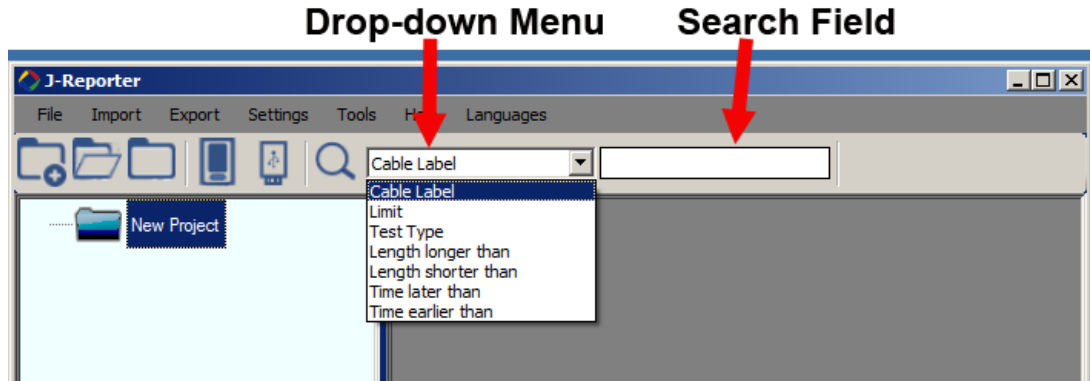 Drop-down Menu Search Field
J-Reporter
File Import Export Settings Tools Languages
Cable Label
Cable Label
Limit
Test Type
New Project
Length longer than
Length shorter than
Time later than
Time earlier than